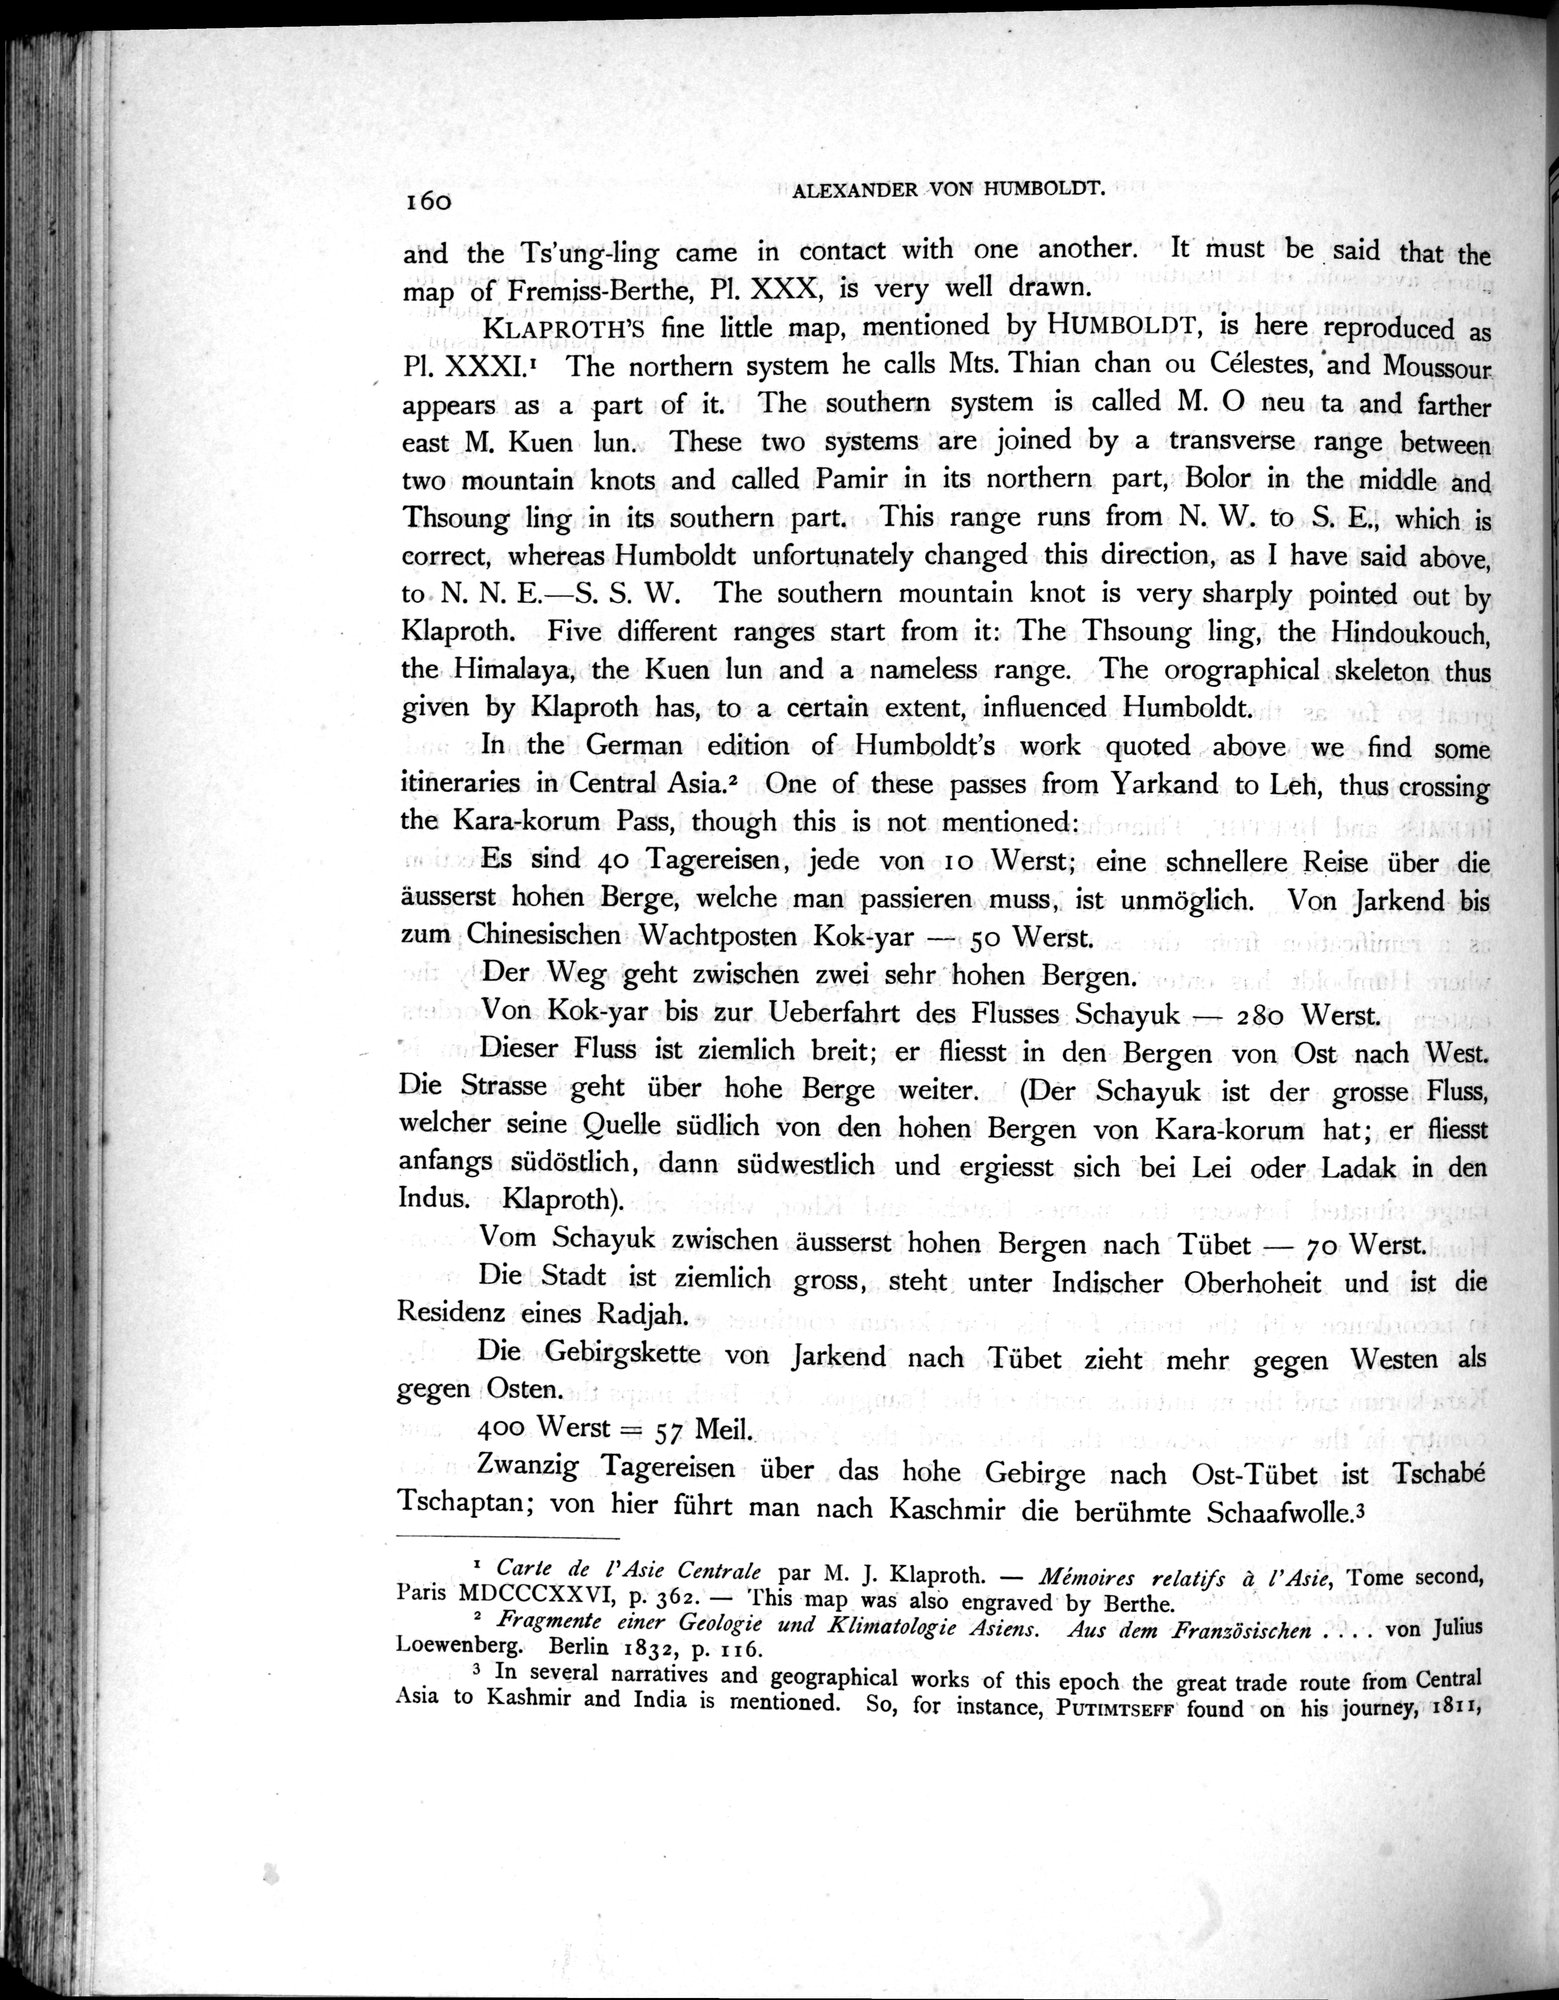 160
ALEXANDER VON HUMBOLDT.
and the Ts'ung-ling came in contact with one another. It must be said that the
map of Fremiss-Berthe, Pl. XXX, is very well drawn.
KLAPROTH'S fine little map, mentioned by HUMBOLDT, is here reproduced as
Pl. XXXI.¹ The northern system he calls Mts. Thian chan ou Célestes, and Moussour
appears as a part of it. The southern system is called M. O neu ta and farther
east M. Kuen lun. These two systems are joined by a transverse range between
two mountain knots and called Pamir in its northern part, Bolor in the middle and
Thsoung ling in its southern part. This range runs from N. W. to S. E., which is
correct, whereas Humboldt unfortunately changed this direction, as I have said above,
to N. N. E.—S. S. W. The southern mountain knot is very sharply pointed out by
Klaproth. Five different ranges start from it: The Thsoung ling, the Hindoukouch,
the Himalaya, the Kuen lun and a nameless range. The orographical skeleton thus
given by Klaproth has, to a certain extent, influenced Humboldt.
In the German edition of Humboldt's work quoted above we find some
itineraries in Central Asia.² One of these passes from Yarkand to Leh, thus crossing
the Kara-korum Pass, though this is not mentioned:
Es sind 40 Tagereisen, jede von 10 Werst; eine schnellere Reise über die
äusserst hohen Berge, welche man passieren muss, ist unmöglich. Von Jarkend bis
zum Chinesischen Wachtposten Kok-yar — 50 Werst.
Der Weg geht zwischen zwei sehr hohen Bergen.
Von Kok-yar bis zur Ueberfahrt des Flusses Schayuk — 280 Werst.
Dieser Fluss ist ziemlich breit; er fliesst in den Bergen von Ost nach West.
Die Strasse geht über hohe Berge weiter. (Der Schayuk ist der grosse Fluss,
welcher seine Quelle südlich von den hohen Bergen von Kara-korum hat; er fliesst
anfangs südöstlich, dann südwestlich und ergiesst sich bei Lei oder Ladak in den
Indus. Klaproth).
Vom Schayuk zwischen äusserst hohen Bergen nach Tübet — 70 Werst.
Die Stadt ist ziemlich gross, steht unter Indischer Oberhoheit und ist die
Residenz eines Radjah.
Die Gebirgskette von Jarkend nach Tübet zieht mehr gegen Westen als
gegen Osten.
400 Werst = 57 Meil.
Zwanzig Tagereisen über das hohe Gebirge nach Ost-Tübet ist Tschabé
Tschaptan; von hier führt man nach Kaschmir die berühmte Schaafwolle.³
¹ Carte de l'Asie Centrale par M. J. Klaproth. — Mémoires relatifs à l'Asie, Tome second,
Paris MDCCCXXVI, p. 362. — This map was also engraved by Berthe.
² Fragmente einer Geologie und Klimatologie Asiens. Aus dem Französischen .... von Julius
Loewenberg. Berlin 1832, p. 116.
³ In several narratives and geographical works of this epoch the great trade route from Central
Asia to Kashmir and India is mentioned. So, for instance, PUTIMTSEFF found on his journey, 1811,